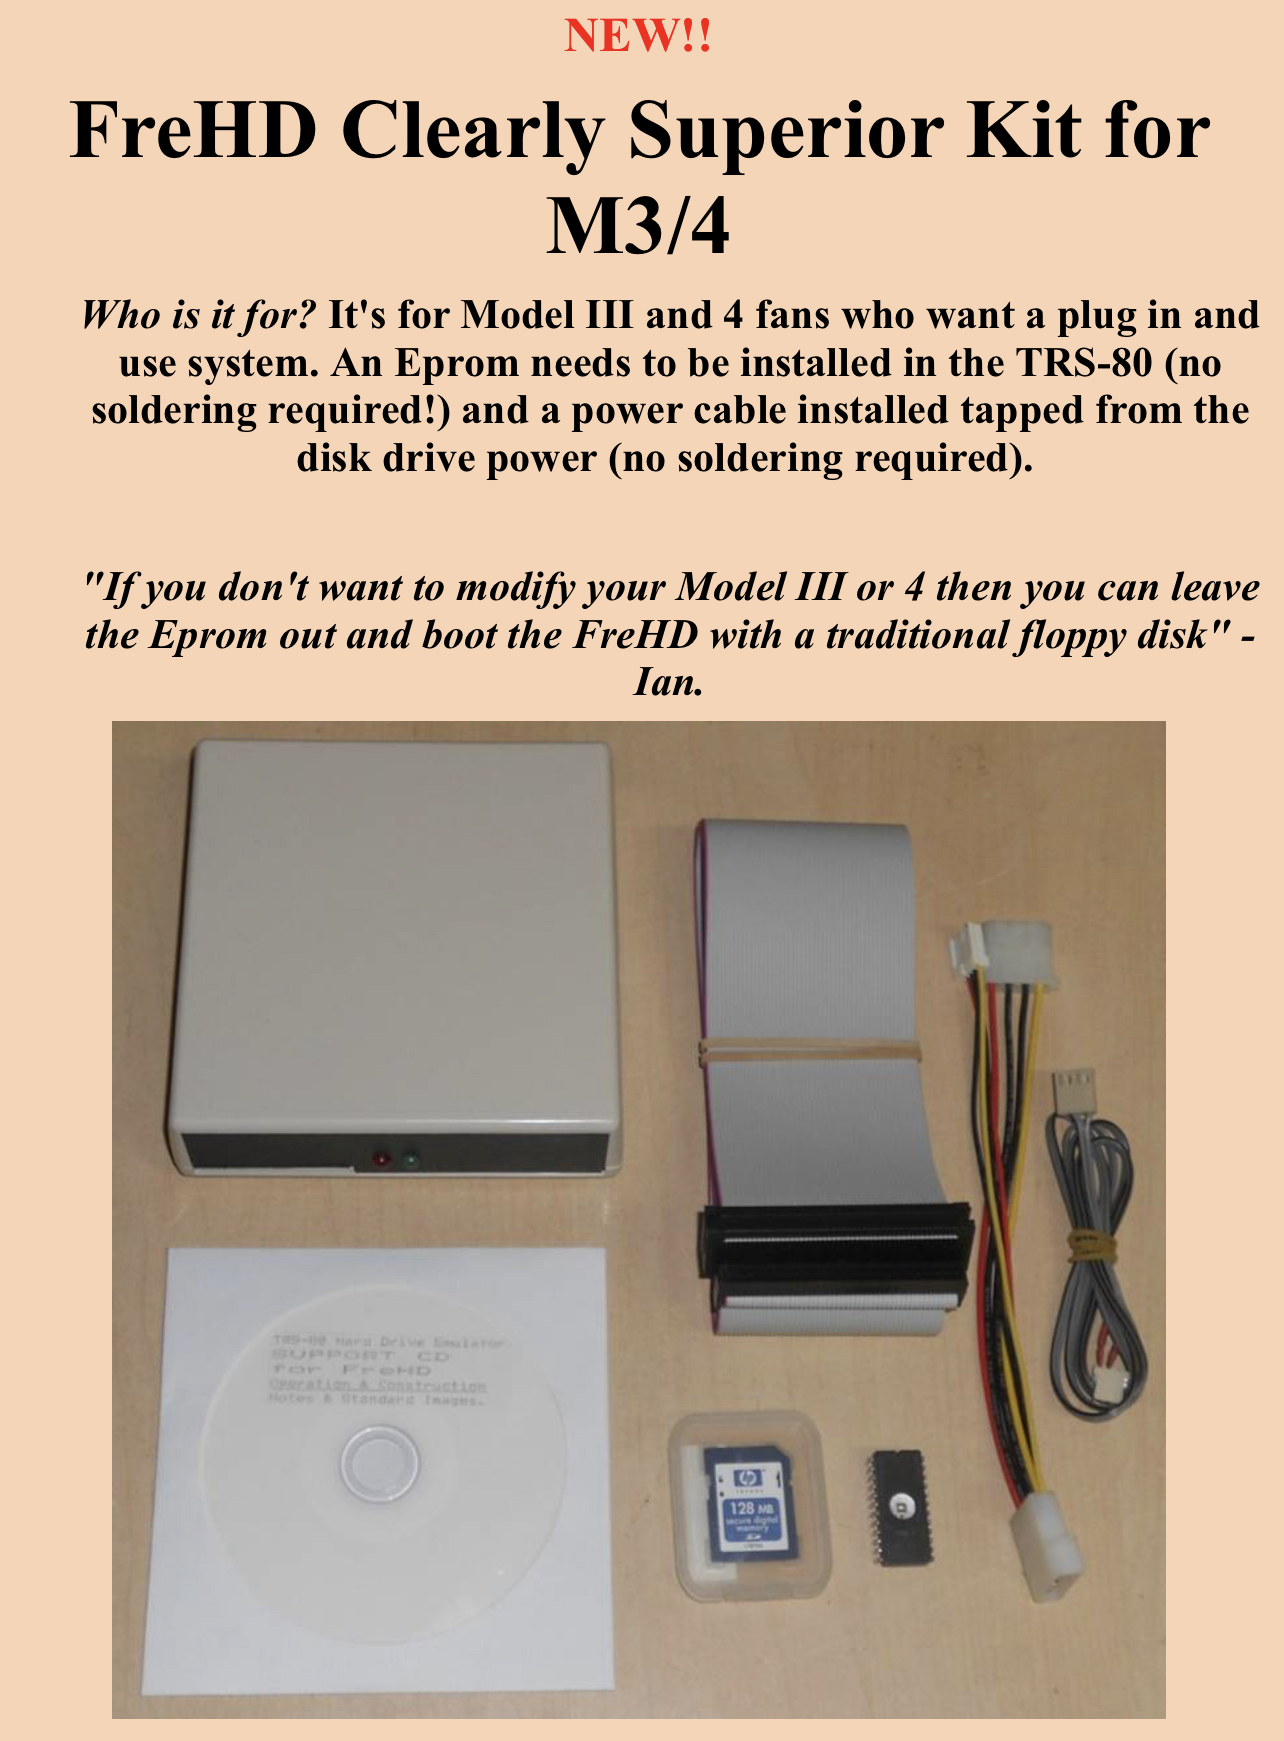 NEW!!
FreHD Clearly Superior Kit for
M3/4
Who is it for? It's for Model III and 4 fans who want a plug in and
use system. An Eprom needs to be installed in the TRS-80 (no
soldering required!) and a power cable installed tapped from the
disk drive power (no soldering required).
"If you don't want to modify your Model III or 4 then you can leave
the Eprom out and boot the FreHD with a traditional floppy disk" -
Ian.
TRS-80 Hard Drive Emulator
SUPPORT CD
for FreHD
Operation & Construction
Notes & Standard Images.
hp
invent
128 MB
secure digital
memory